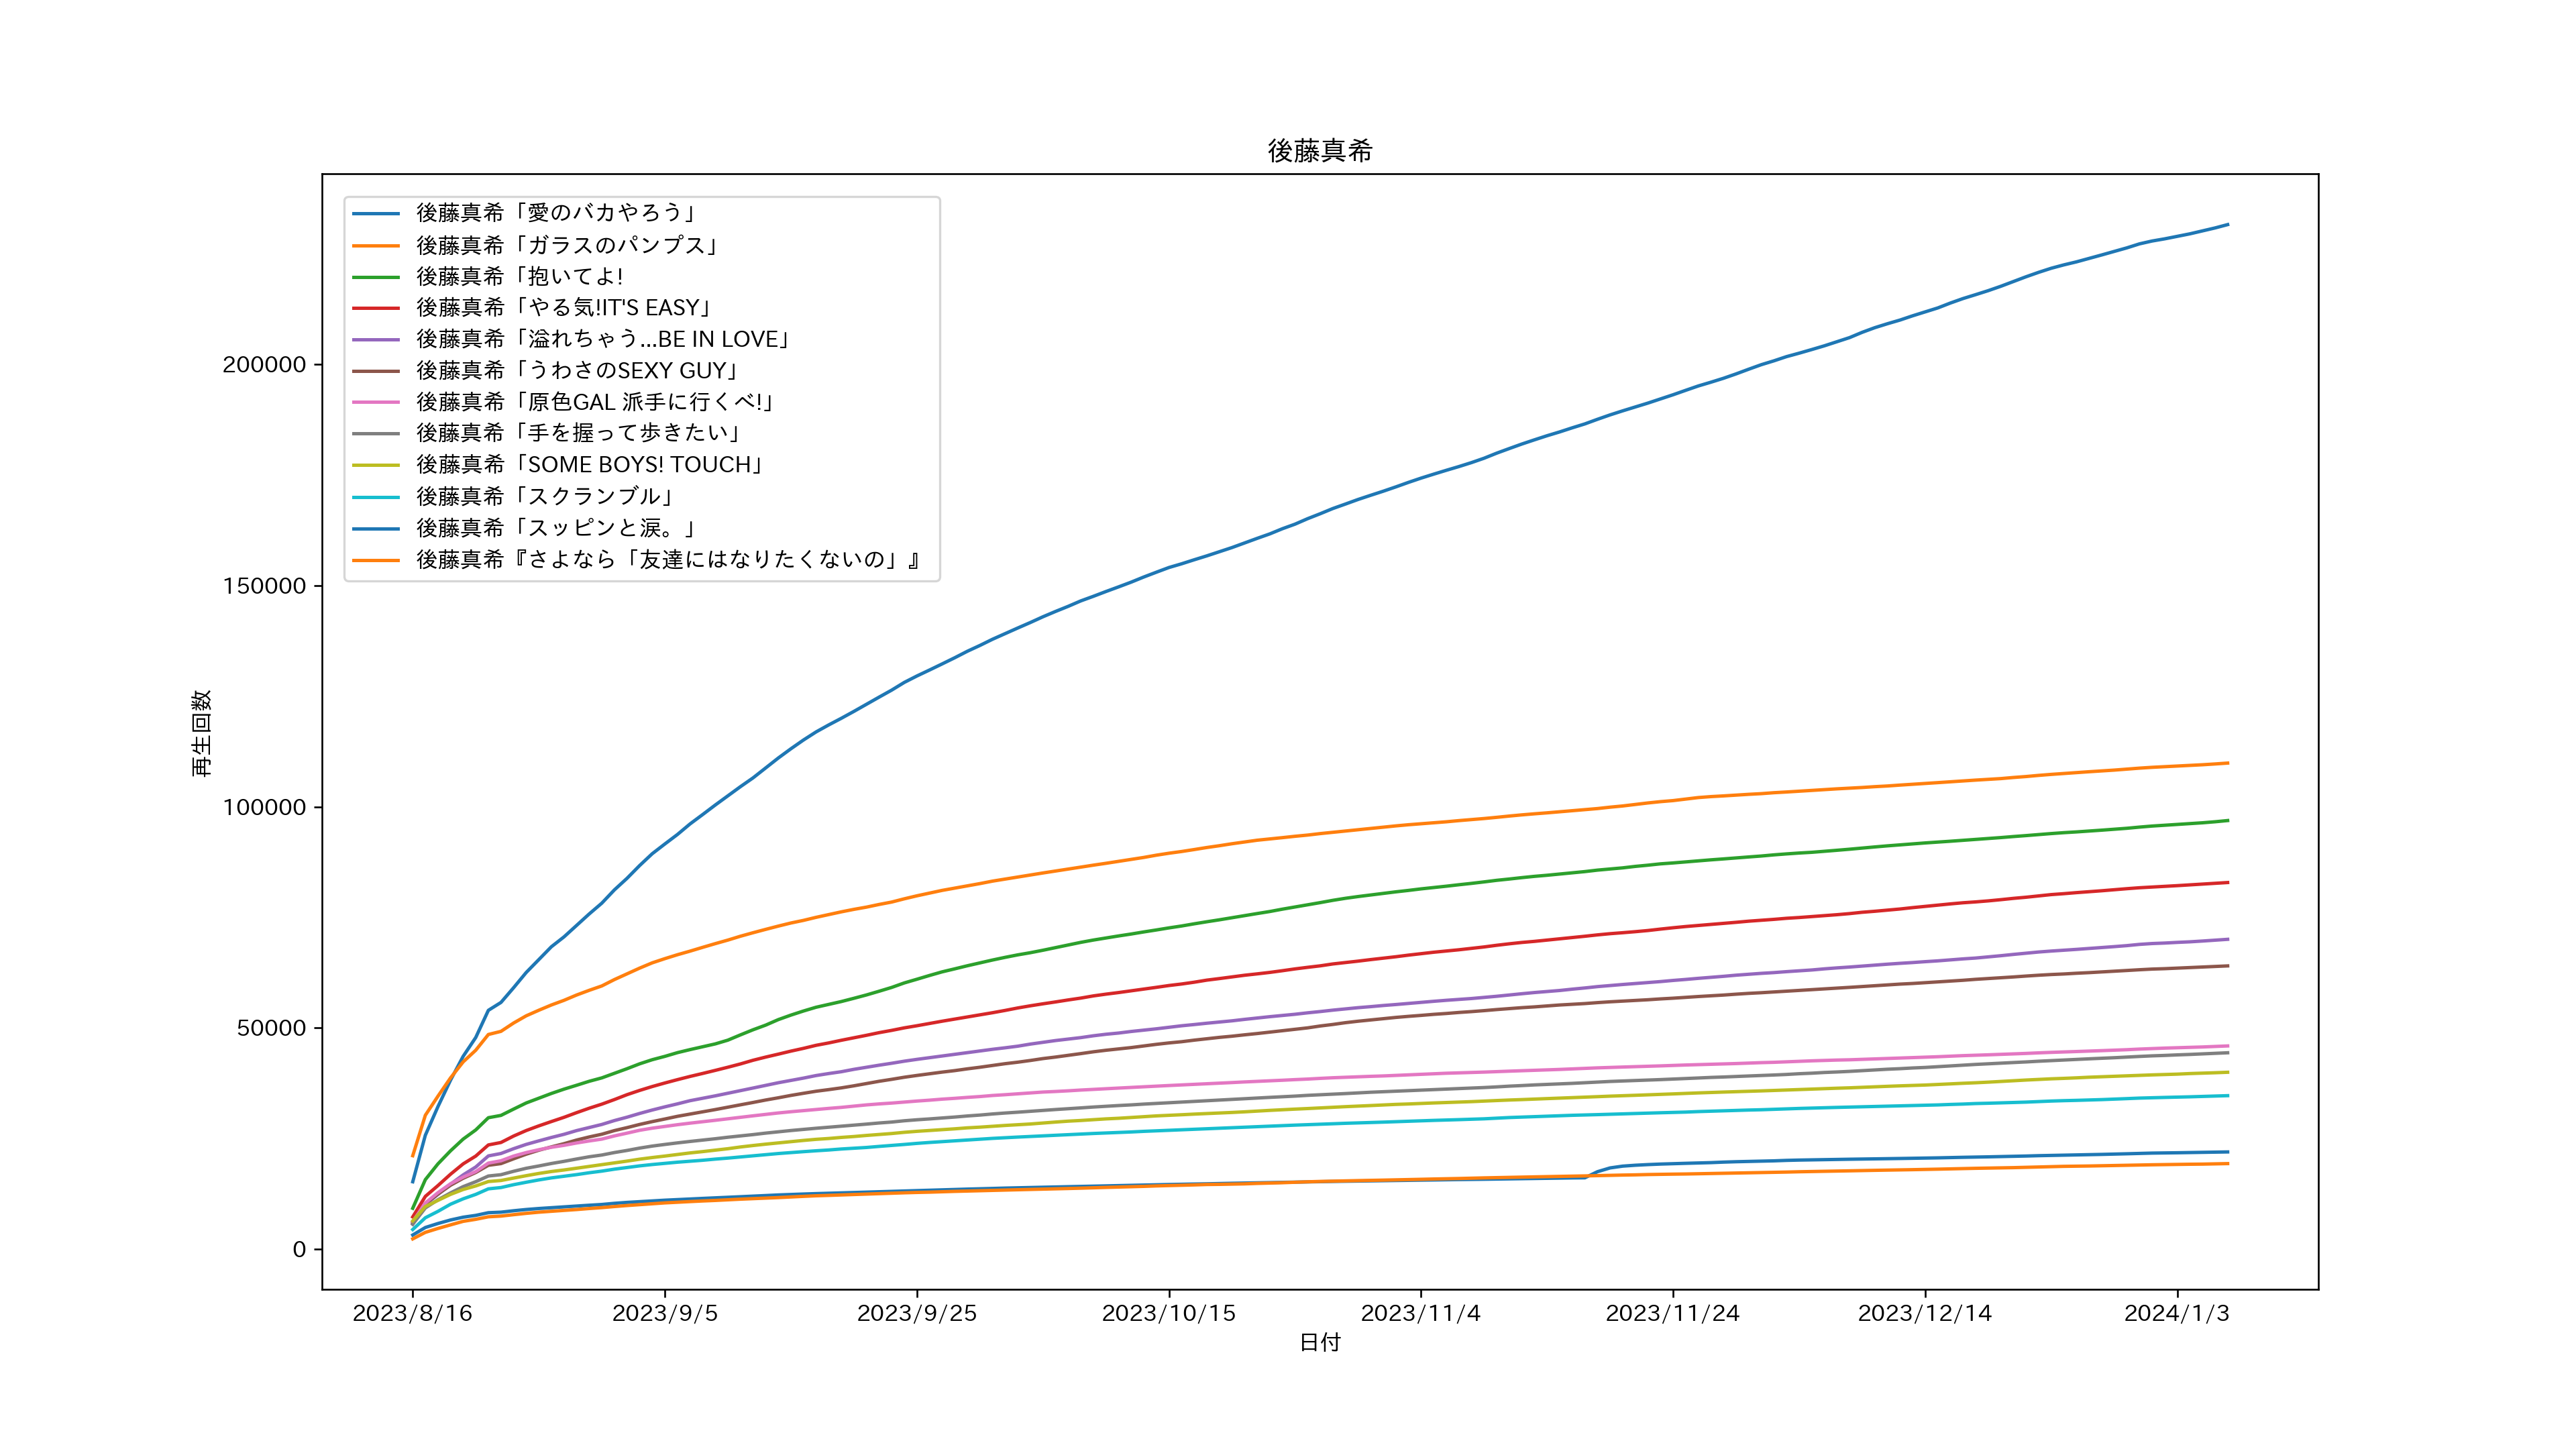 後藤真希
後藤真希「愛のバカやろう」
後藤真希「ガラスのパンプス」
後藤真希「抱いてよ!
後藤真希「やる気!IT'S EASY」
後藤真希「溢れちゃう...BE IN LOVE」
後藤真希「うわさのSEXY GUY」
後藤真希「原色GAL 派手に行くべ!」
後藤真希「手を握って歩きたい」
後藤真希「SOME BOYS! TOUCH」
後藤真希「スクランブル」
後藤真希「スッピンと涙。」
後藤真希『さよなら「友達にはなりたくないの」』
再生回数
200000
150000
100000
50000
0
2023/8/16 2023/9/5 2023/9/25 2023/10/15 2023/11/4 2023/11/24 2023/12/14 2024/1/3
日付